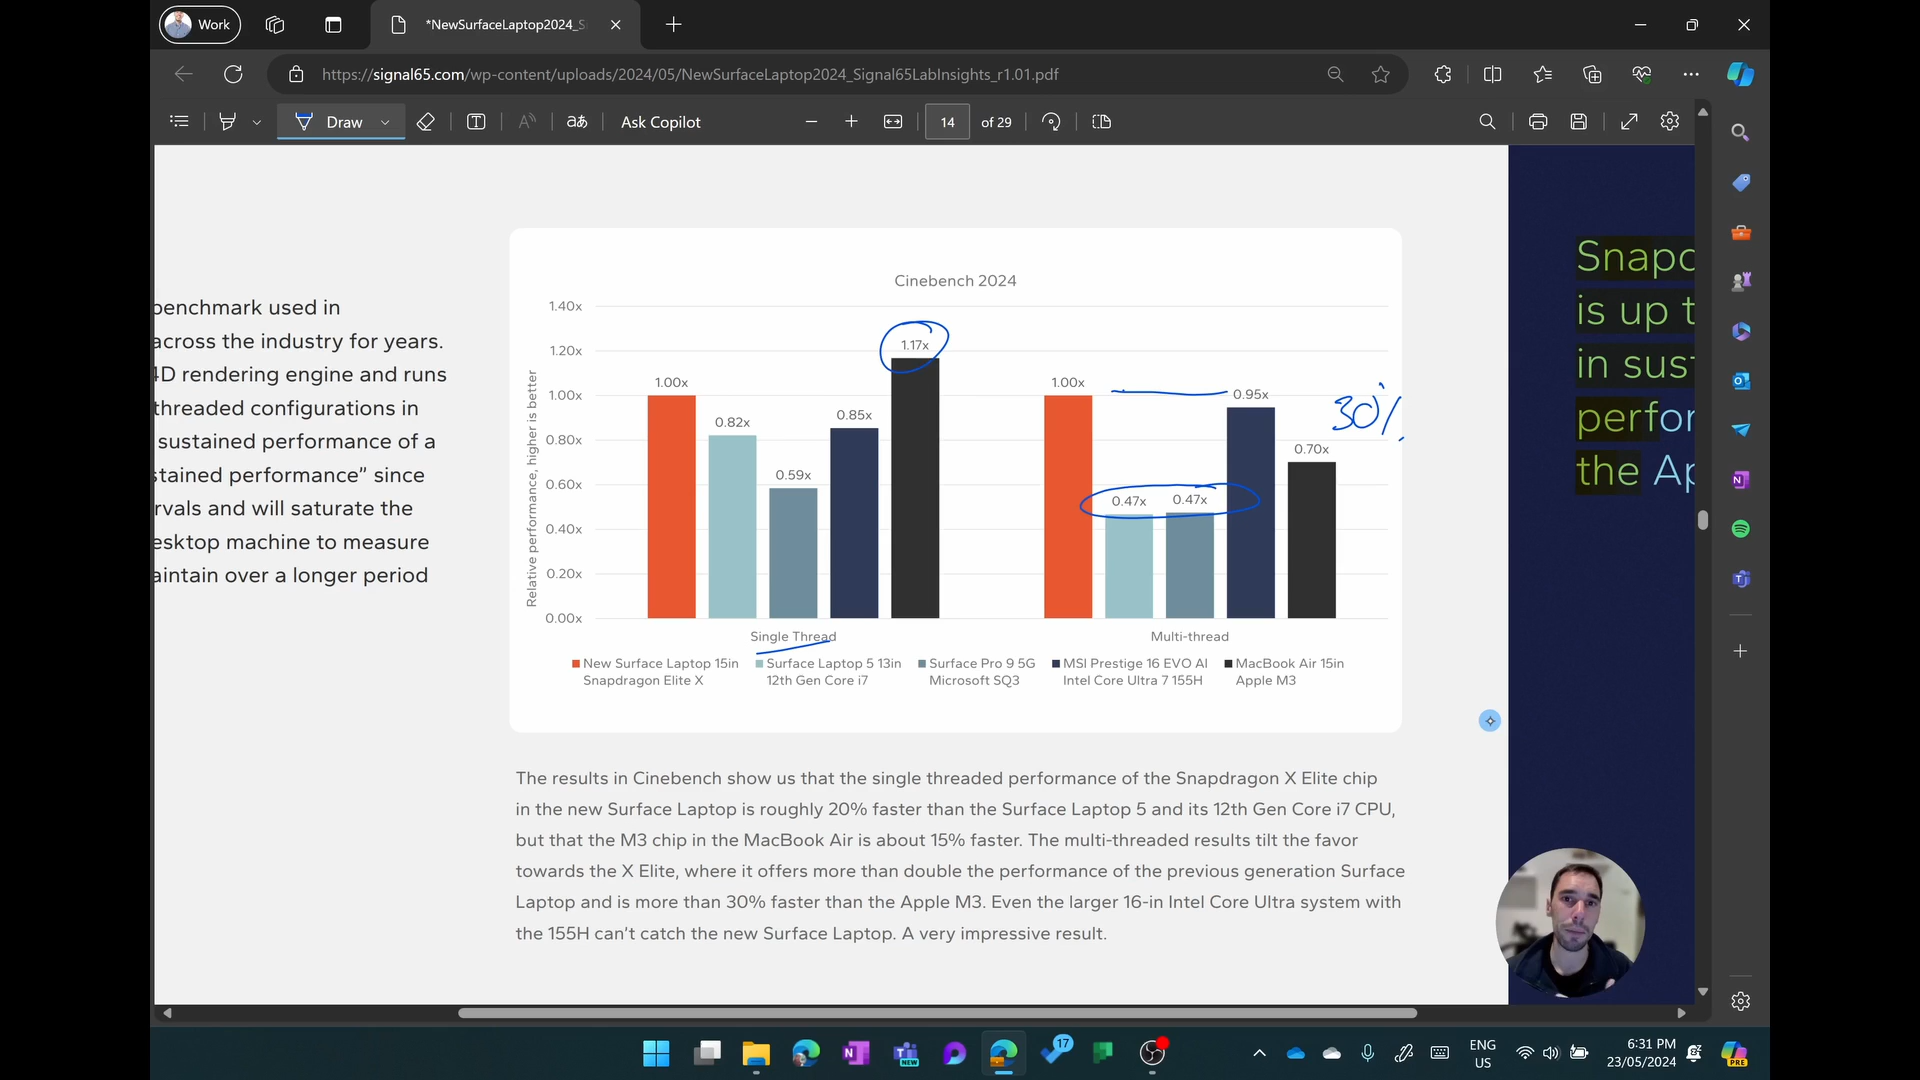 Work
*NewSurfaceLaptop2024_S
https://signal65.com/wp-content/uploads/2024/05/NewSurfaceLaptop2024_Signal65LabInsights_r1.01.pdf
Draw
aあ
Ask Copilot
14 of 29
benchmark used in
across the industry for years.
4D rendering engine and runs
threaded configurations in
sustained performance of a
stained performance” since
rvals and will saturate the
esktop machine to measure
aintain over a longer period
Cinebench 2024
Relative performance, higher is better
1.40x
1.20x
1.00x
0.80x
0.60x
0.40x
0.20x
0.00x
1.00x
0.82x
0.59x
0.85x
1.17x
1.00x
0.47x
0.47x
0.95x
0.70x
30%
Single Thread
Multi-thread
New Surface Laptop 15in
Snapdragon Elite X
Surface Laptop 5 13in
12th Gen Core i7
Surface Pro 9 5G
Microsoft SQ3
MSI Prestige 16 EVO AI
Intel Core Ultra 7 155H
MacBook Air 15in
Apple M3
The results in Cinebench show us that the single threaded performance of the Snapdragon X Elite chip
in the new Surface Laptop is roughly 20% faster than the Surface Laptop 5 and its 12th Gen Core i7 CPU,
but that the M3 chip in the MacBook Air is about 15% faster. The multi-threaded results tilt the favor
towards the X Elite, where it offers more than double the performance of the previous generation Surface
Laptop and is more than 30% faster than the Apple M3. Even the larger 16-in Intel Core Ultra system with
the 155H can’t catch the new Surface Laptop. A very impressive result.
Snapd
is up t
in sus
perfor
the Ap
17
ENG
US
6:31 PM
23/05/2024
NEW
PRE